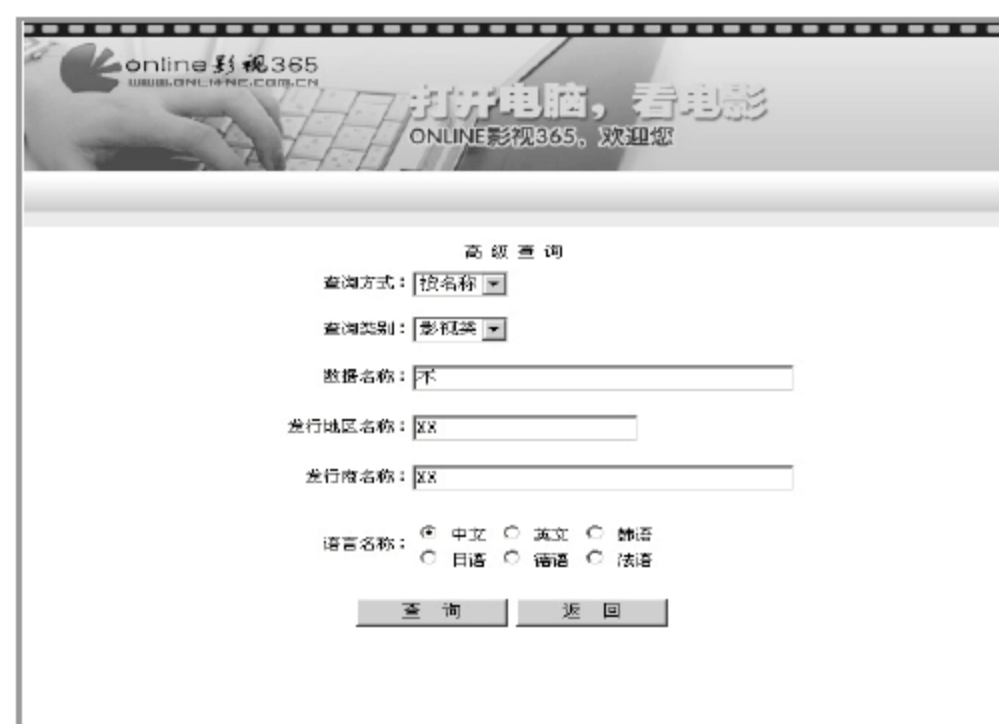 online影视365
WWW.ONLINE.COM.CN
打开电脑，看电影
ONLINE影视365，欢迎您
高 级 查 询
查询方式：按名称
查询类别：影视类
数据名称：不
发行地区名称：XX
发行商名称：XX
语言名称：
中文 英文 韩语
日语 德语 法语
查 询 返 回